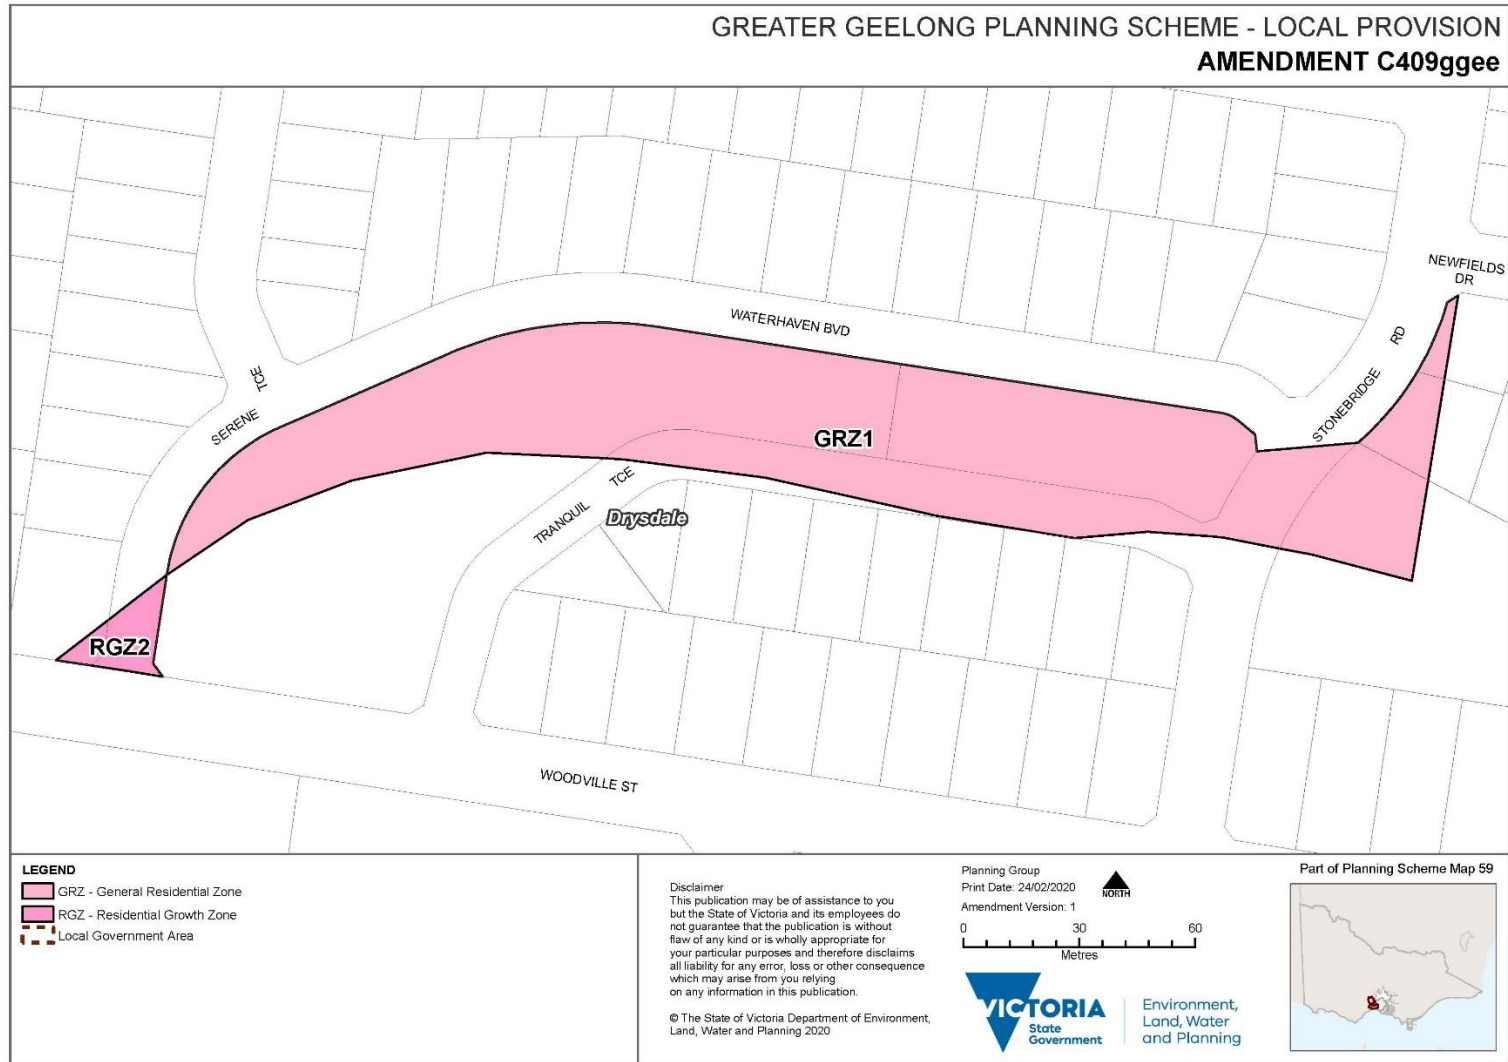 GREATER GEELONG PLANNING SCHEME - LOCAL PROVISION
AMENDMENT C409ggee
NEWFIELDS
DR
WATERHAVEN BVD
STONEBRIDGE RD
SERENE TCE
GRZ1
TRANQUIL TCE
Drysdale
RGZ2
WOODVILLE ST
LEGEND
GRZ - General Residential Zone
RGZ - Residential Growth Zone
Local Government Area
Disclaimer
This publication may be of assistance to you
but the State of Victoria and its employees do
not guarantee that the publication is without
flaw of any kind or is wholly appropriate for
your particular purposes and therefore disclaims
all liability for any error, loss or other consequence
which may arise from you relying
on any information in this publication.
© The State of Victoria Department of Environment,
Land, Water and Planning 2020
Planning Group
Print Date: 24/02/2020
Amendment Version: 1
NORTH
0 30 60
Metres
VICTORIA
State
Government
Environment,
Land, Water
and Planning
Part of Planning Scheme Map 59